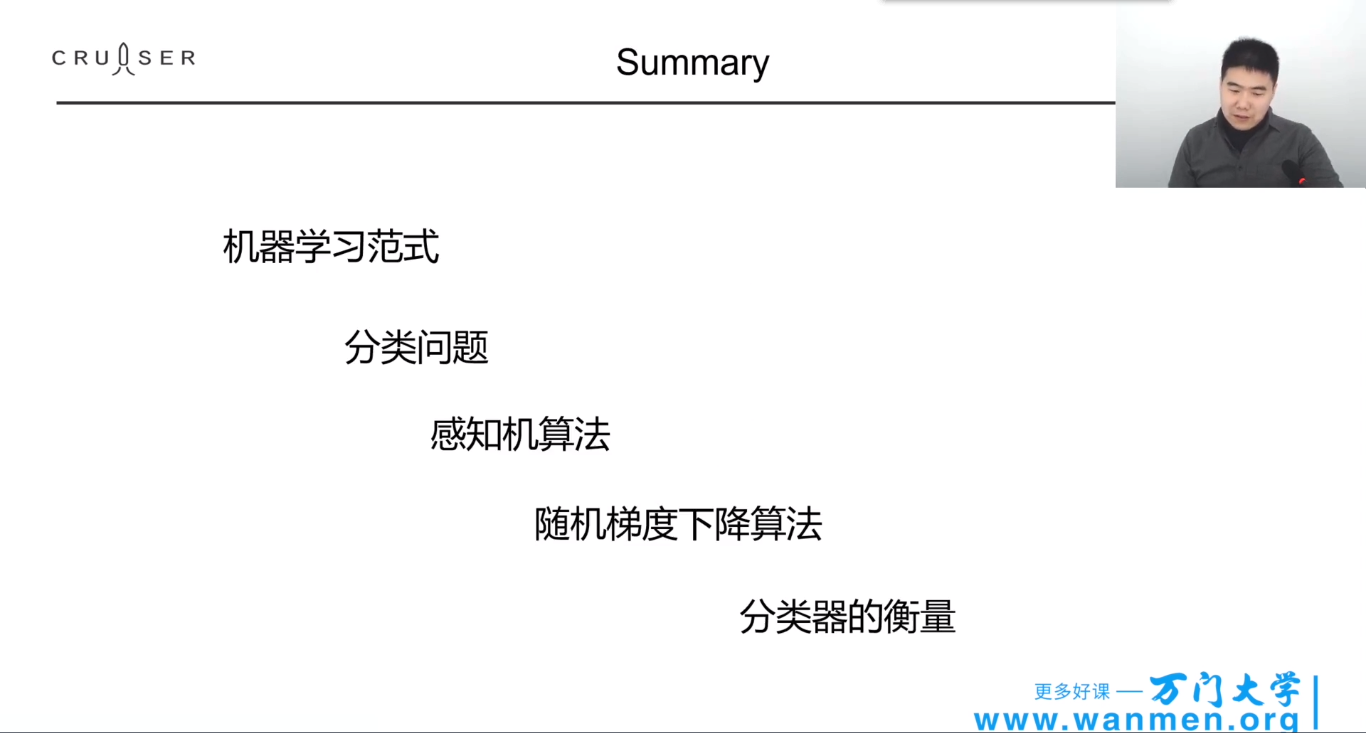 CRUISER
Summary
机器学习范式
分类问题
感知机算法
随机梯度下降算法
分类器的衡量
更多好课 — 万门大学
www.wanmen.org